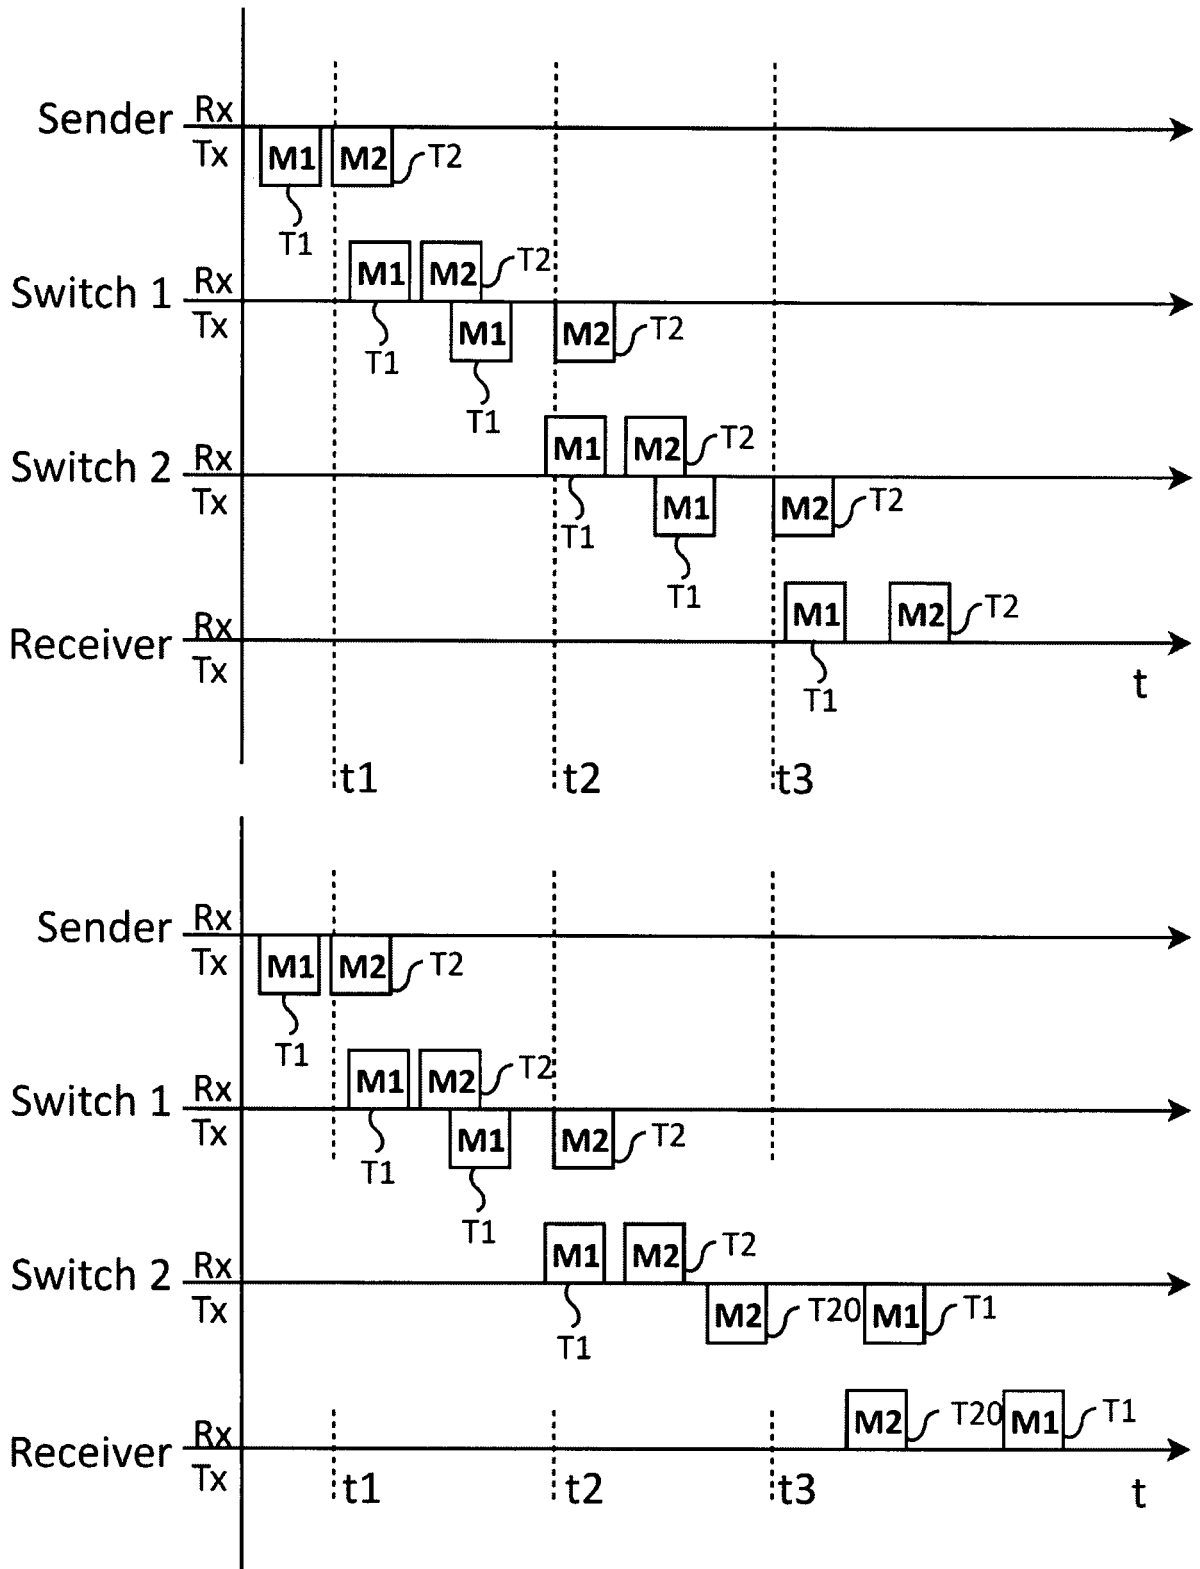 Sender Rx
Tx M1 M2 T2
T1
Switch 1 Rx M1 M2 T2
Tx M1 M2 T2
T1
T1
Switch 2 Rx M1 M2 T2
Tx M1 M2 T2
T1
T1
Receiver Rx M1 M2 T2
Tx
T1 t
t1 t2 t3
Sender Rx
Tx M1 M2 T2
T1
Switch 1 Rx M1 M2 T2
Tx M1 M2 T2
T1
T1
Switch 2 Rx M1 M2 T2
Tx M2 T20 M1 T1
T1
Receiver Rx M2 T20 M1 T1
Tx t1 t2 t3 t